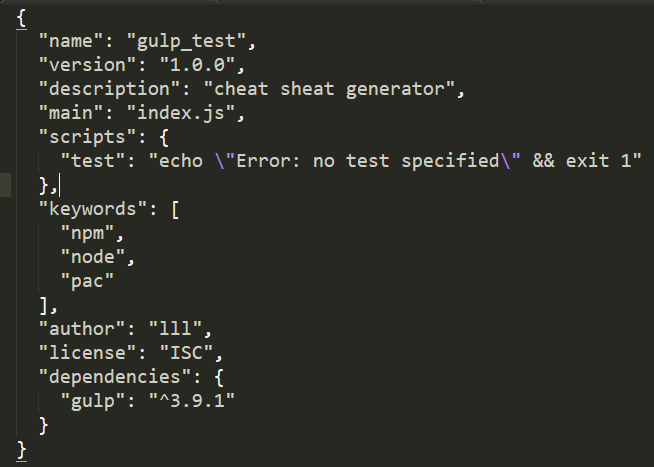 {
  "name": "gulp_test",
  "version": "1.0.0",
  "description": "cheat sheat generator",
  "main": "index.js",
  "scripts": {
    "test": "echo \"Error: no test specified\" && exit 1"
  },
  "keywords": [
    "npm",
    "node",
    "pac"
  ],
  "author": "lll",
  "license": "ISC",
  "dependencies": {
    "gulp": "^3.9.1"
  }
}